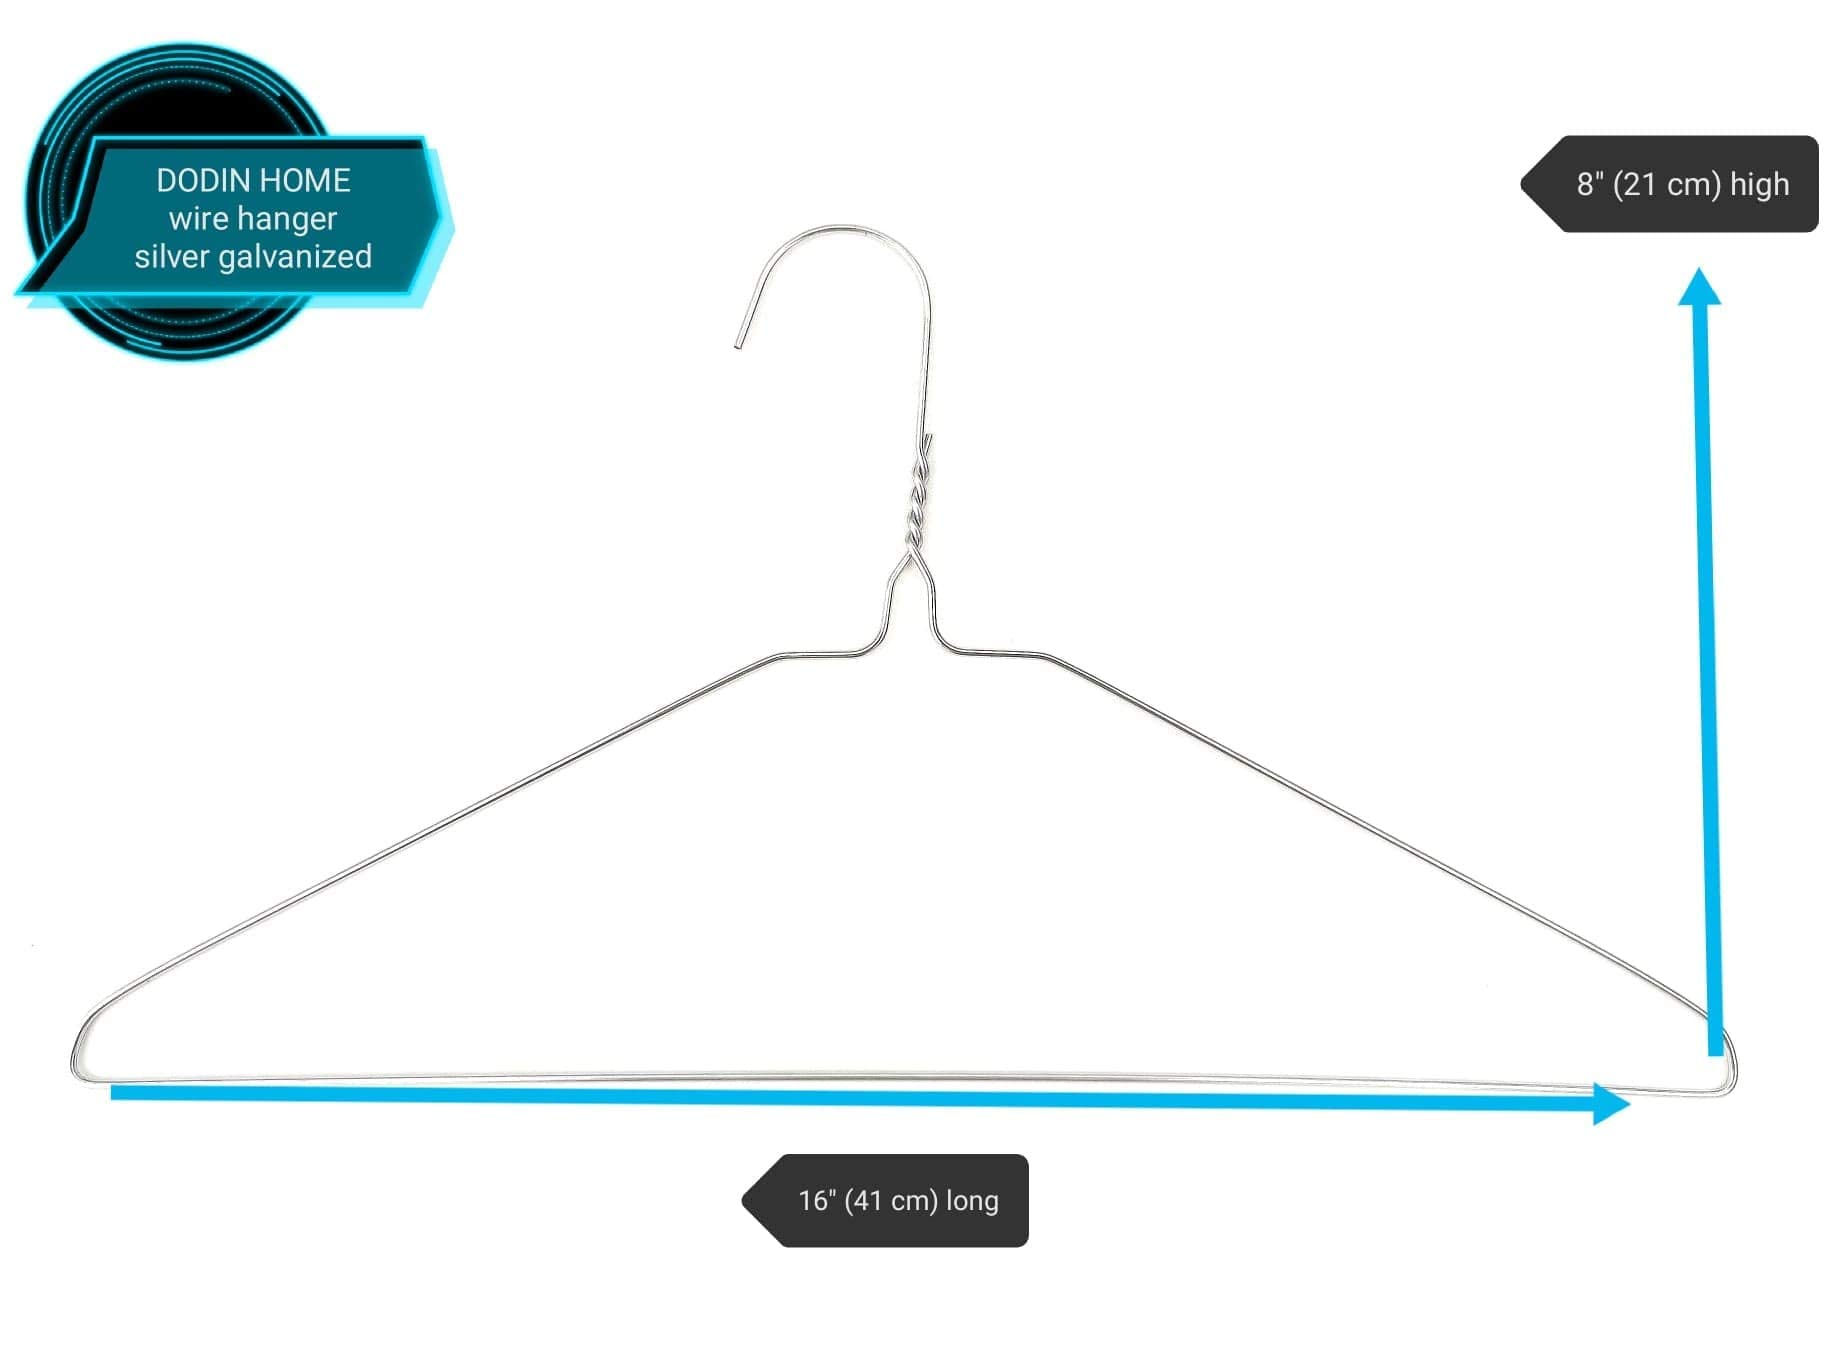 DODIN HOME
wire hanger
silver galvanized
8" (21 cm) high
16" (41 cm) long